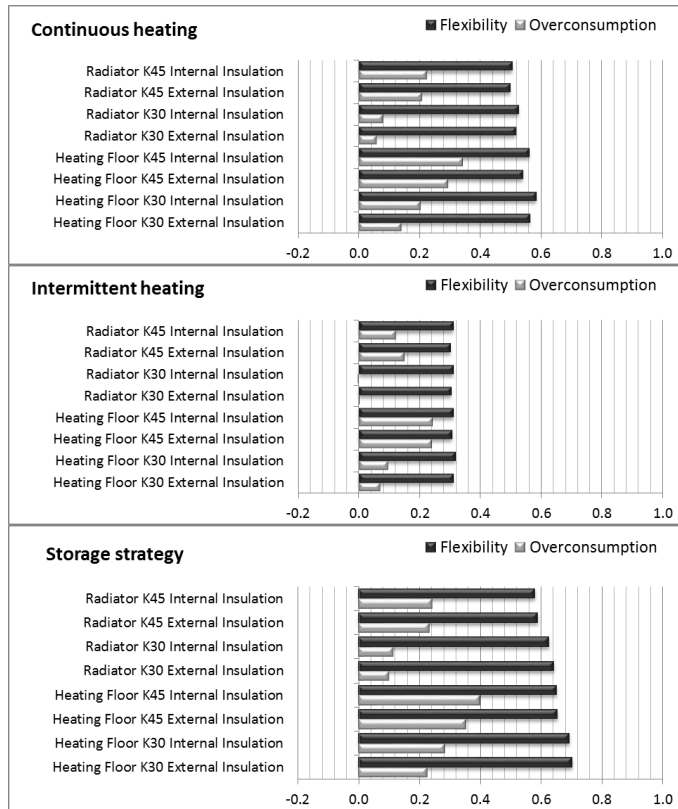 Continuous heating
Flexibility Overconsumption
Radiator K45 Internal Insulation
Radiator K45 External Insulation
Radiator K30 Internal Insulation
Radiator K30 External Insulation
Heating Floor K45 Internal Insulation
Heating Floor K45 External Insulation
Heating Floor K30 Internal Insulation
Heating Floor K30 External Insulation
-0.2 0.0 0.2 0.4 0.6 0.8 1.0
Intermittent heating
Flexibility Overconsumption
Radiator K45 Internal Insulation
Radiator K45 External Insulation
Radiator K30 Internal Insulation
Radiator K30 External Insulation
Heating Floor K45 Internal Insulation
Heating Floor K45 External Insulation
Heating Floor K30 Internal Insulation
Heating Floor K30 External Insulation
-0.2 0.0 0.2 0.4 0.6 0.8 1.0
Storage strategy
Flexibility Overconsumption
Radiator K45 Internal Insulation
Radiator K45 External Insulation
Radiator K30 Internal Insulation
Radiator K30 External Insulation
Heating Floor K45 Internal Insulation
Heating Floor K45 External Insulation
Heating Floor K30 Internal Insulation
Heating Floor K30 External Insulation
-0.2 0.0 0.2 0.4 0.6 0.8 1.0